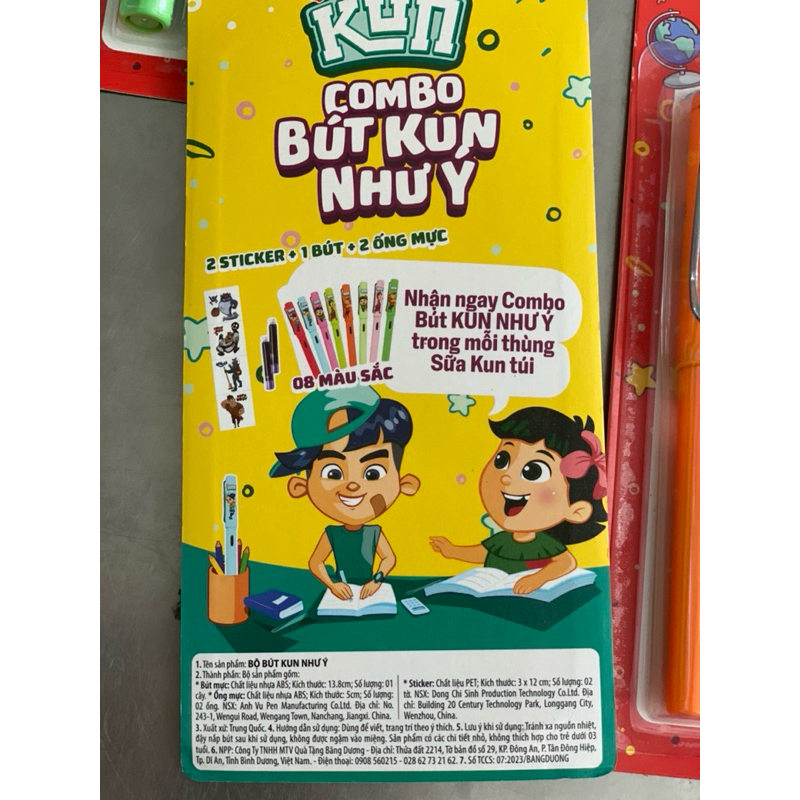 Kun
COMBO
BÚT KUN
NHƯ Ý
2 STICKER + 1 BÚT + 2 ỐNG MỰC
Nhận ngay Combo
Bút KUN NHƯ Ý
trong mỗi thùng
Sữa Kun túi
08 MÀU SẮC
1. Tên sản phẩm: BỘ BÚT KUN NHƯ Ý
2. Thành phần: Bộ sản phẩm gồm:
* Bút mực: Chất liệu nhựa ABS; Kích thước: 13.8cm; Số lượng: 01
cây. * Ống mực: Chất liệu nhựa ABS; Kích thước: 5cm; Số lượng:
02 ống. NSX: Anh Vu Pen Manufacturing Co.Ltd. Địa chỉ: No.
243-1, Wengui Road, Wengang Town, Nanchang, Jiangxi. China.
* Sticker: Chất liệu PET; Kích thước: 3 x 12 cm; Số lượng: 02
tờ. NSX: Dong Chi Sinh Production Technology Co.Ltd. Địa
chỉ: Building 20 Century Technology Park, Longgang City,
Wenzhou, China.
3. Xuất xứ: Trung Quốc. 4. Hướng dẫn sử dụng: Dùng để viết, trang trí theo ý thích. 5. Lưu ý khi sử dụng: Tránh xa nguồn nhiệt,
đậy nắp bút sau khi sử dụng, không được ngậm vào miệng. Sản phẩm có các chi tiết nhỏ, không thích hợp cho trẻ dưới 03
tuổi. 6. NPP: Công Ty TNHH MTV Quà Tặng Băng Dương - Địa chỉ: Thửa đất 2214, Tờ bản đồ số 29, KP. Đông An, P. Tân Đông Hiệp,
Tp. Dĩ An, Tỉnh Bình Dương, Việt Nam. - Điện thoại: 0908 560215 - 028 62 73 21 62. 7. Số TCCS: 07:2023/BANGDUONG